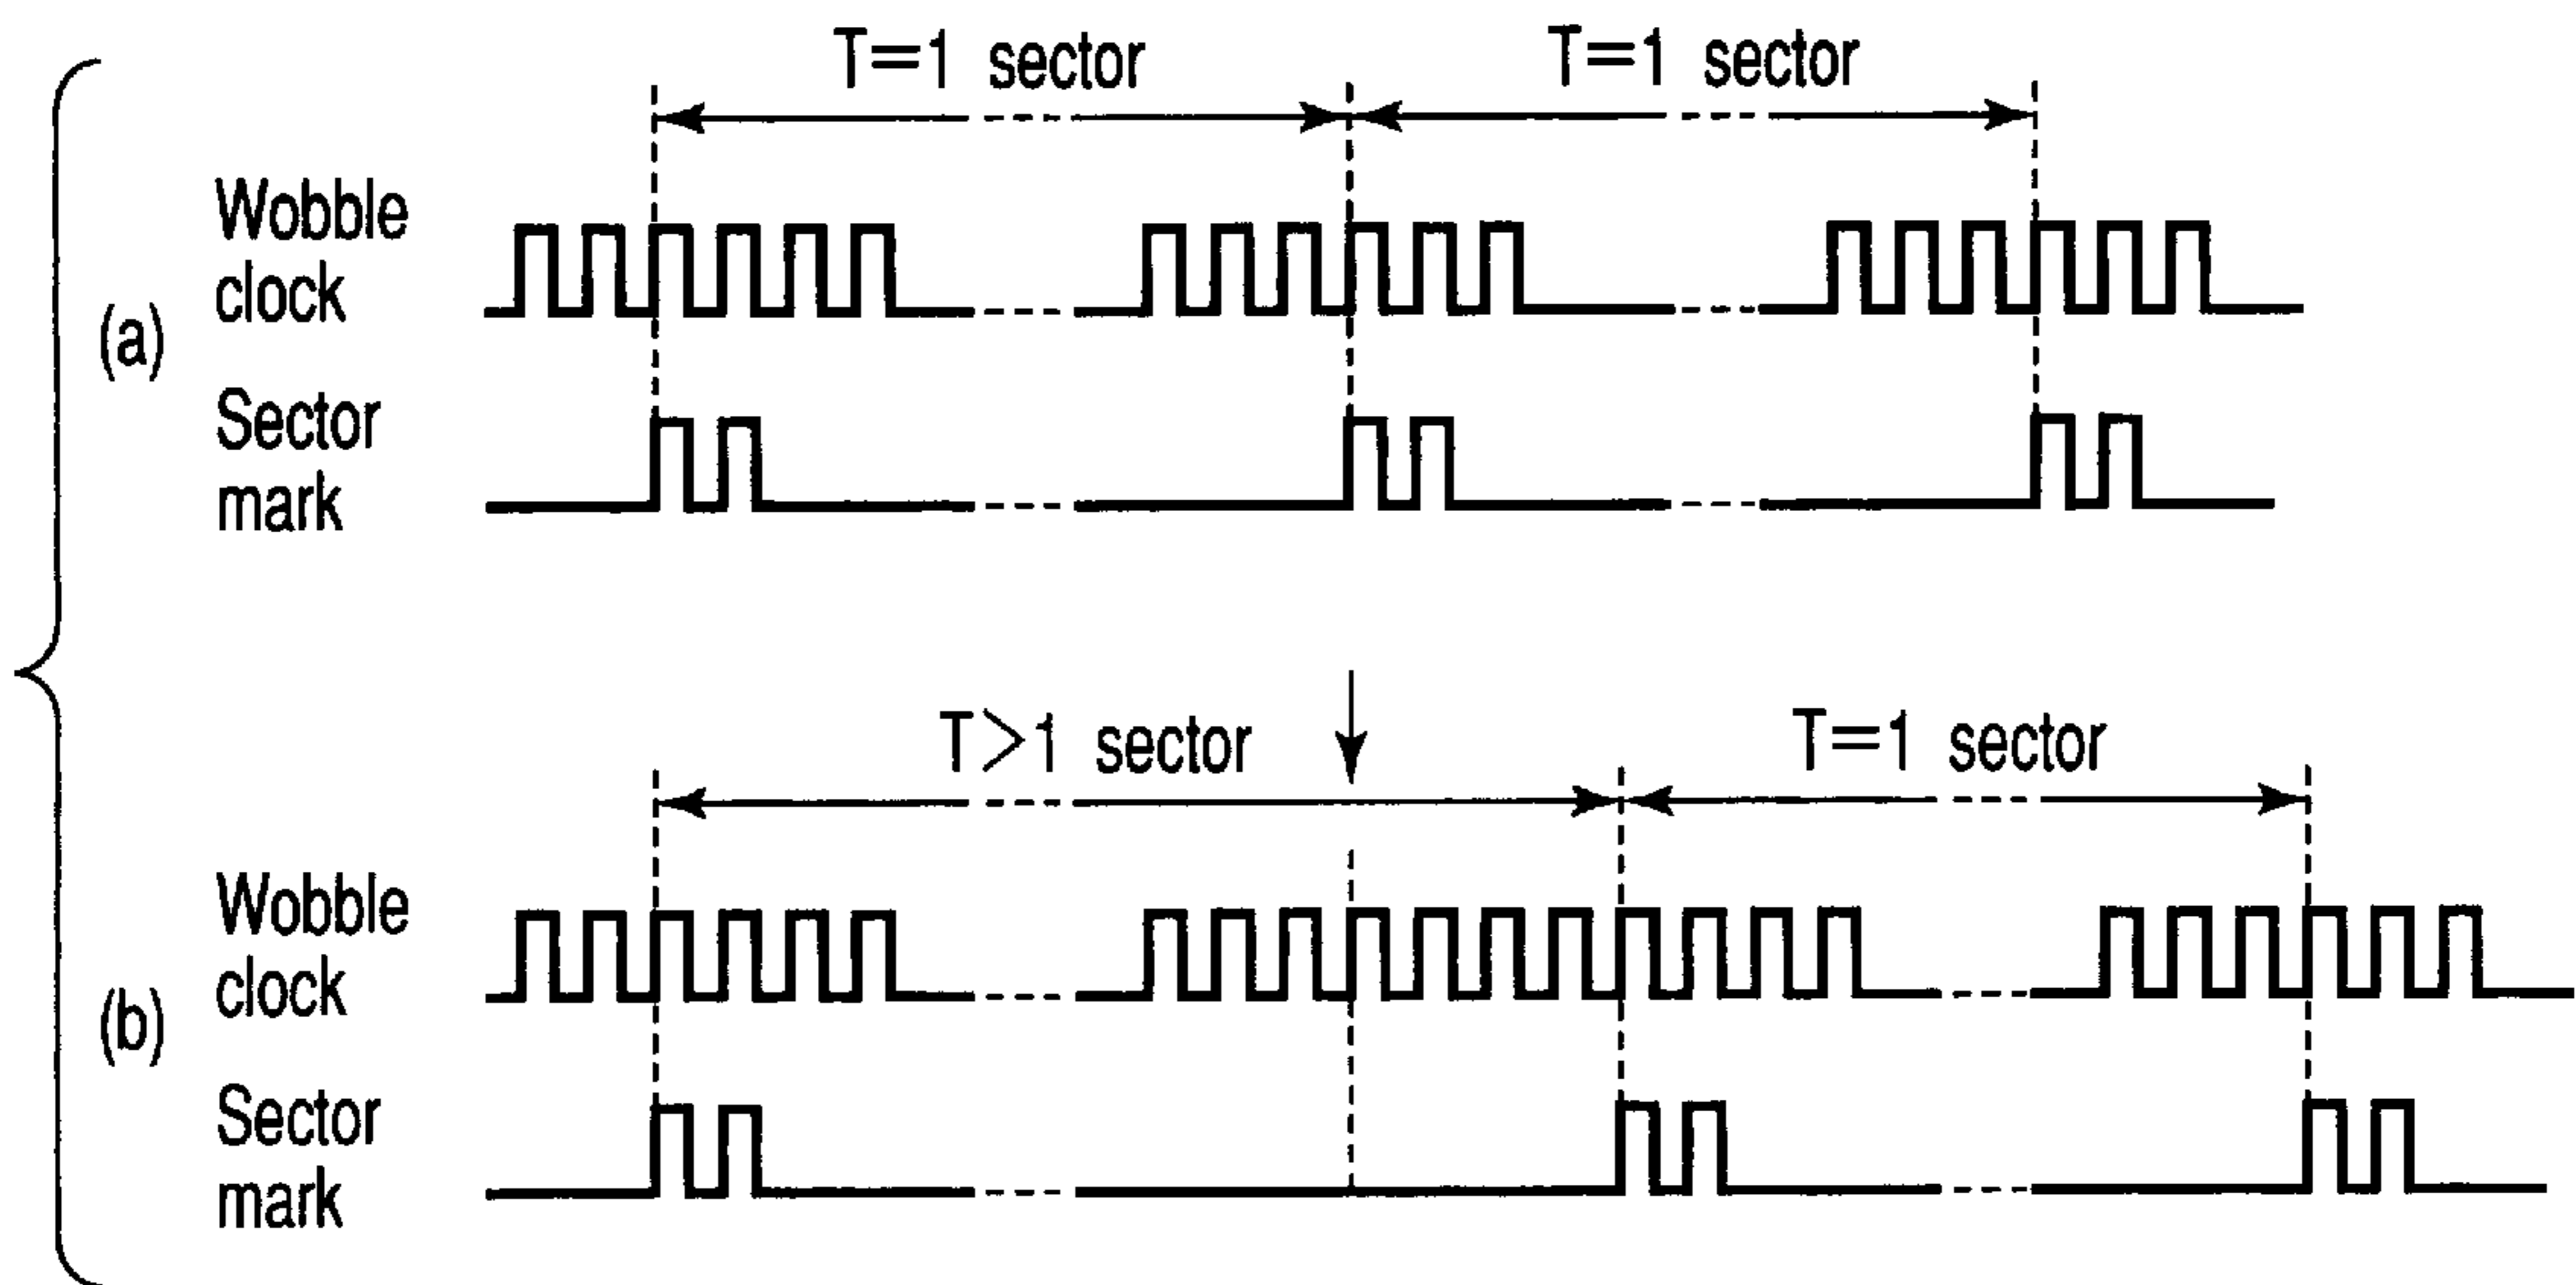 T=1 sector
T=1 sector
Wobble
clock
(a)
Sector
mark
T>1 sector
T=1 sector
Wobble
clock
(b)
Sector
mark